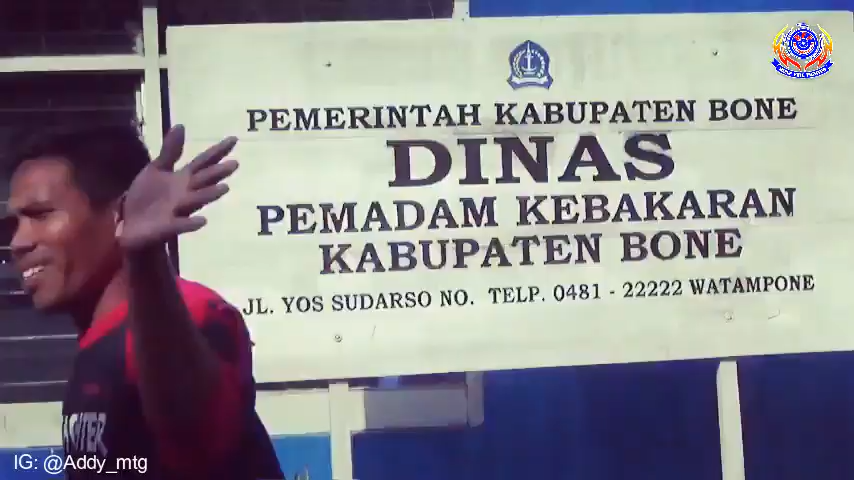 PEMERINTAH KABUPATEN BONE
DINAS
PEMADAM KEBAKARAN
KABUPATEN BONE
JL. YOS SUDARSO NO. TELP. 0481 - 22222 WATAMPONE
IG: @Addy_mtg